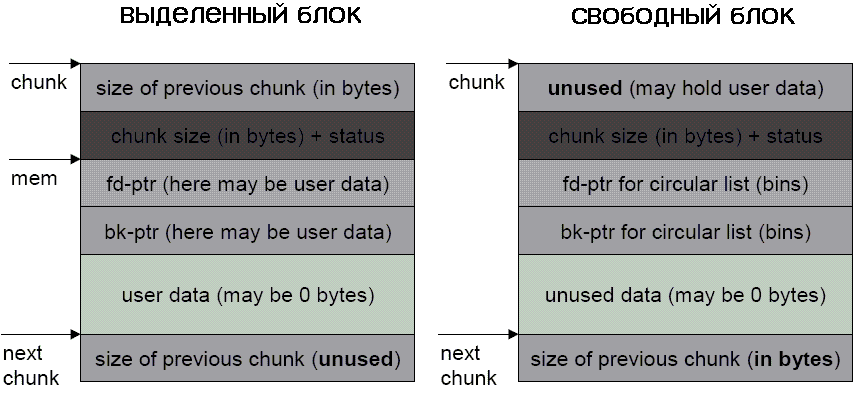 выделенный блок
свободный блок
chunk
size of previous chunk (in bytes)
chunk size (in bytes) + status
mem
fd-ptr (here may be user data)
bk-ptr (here may be user data)
user data (may be 0 bytes)
next
chunk
size of previous chunk (unused)
chunk
unused (may hold user data)
chunk size (in bytes) + status
fd-ptr for circular list (bins)
bk-ptr for circular list (bins)
unused data (may be 0 bytes)
next
chunk
size of previous chunk (in bytes)